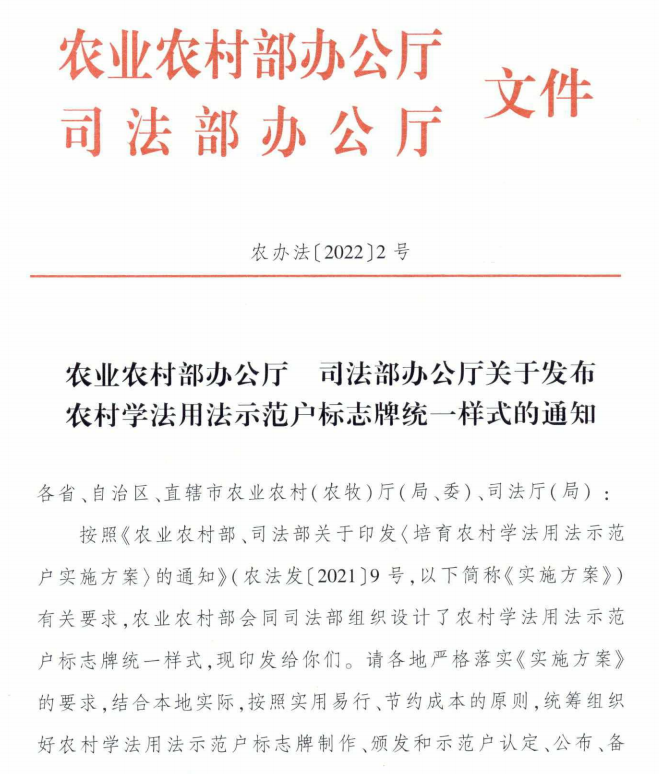 农业农村部办公厅
司法部办公厅
文件
农办法〔2022〕2 号
农业农村部办公厅 司法部办公厅关于发布
农村学法用法示范户标志牌统一样式的通知
各省、自治区、直辖市农业农村(农牧)厅(局、委)、司法厅(局):
按照《农业农村部、司法部关于印发〈培育农村学法用法示范
户实施方案〉的通知》(农法发〔2021〕9 号,以下简称《实施方案》)
有关要求,农业农村部会同司法部组织设计了农村学法用法示范
户标志牌统一样式,现印发给你们。请各地严格落实《实施方案》
的要求,结合本地实际,按照实用易行、节约成本的原则,统筹组织
好农村学法用法示范户标志牌制作、颁发和示范户认定、公布、备